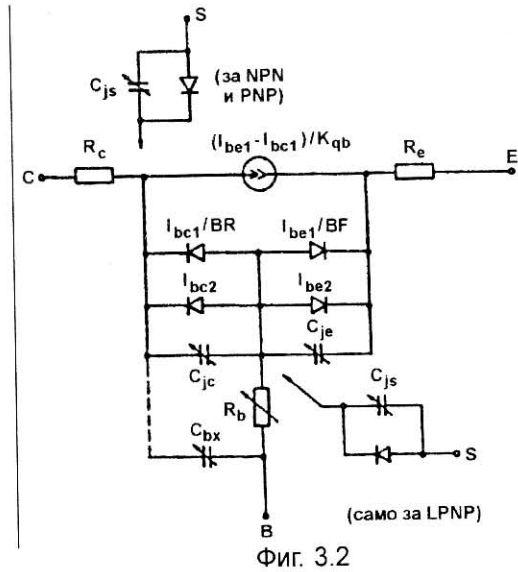 S
C_js
(за NPN
и PNP)
(I_be1-I_bc1)/K_qb
R_c
R_e
C
E
I_bc1/BR
I_be1/BF
I_bc2
I_be2
C_je
C_jc
C_js
R_b
C_bx
S
(само за LPNP)
B
Фиг. 3.2